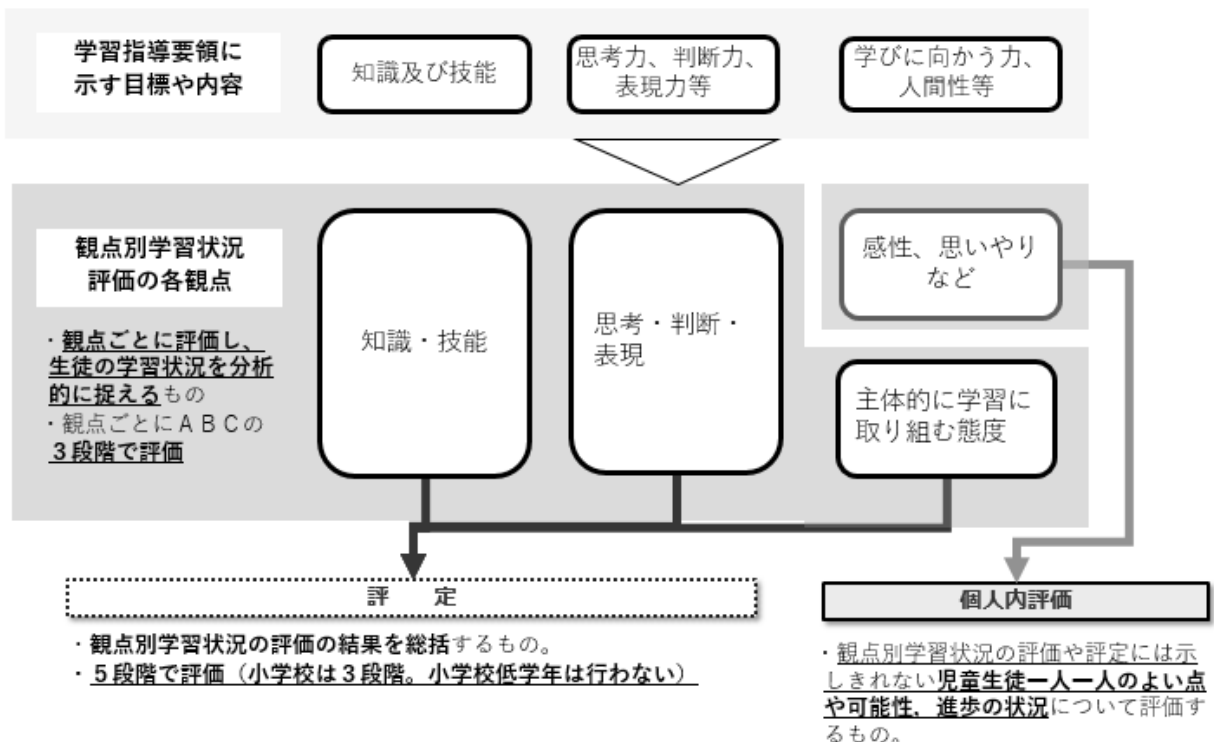 学習指導要領に
示す目標や内容
知識及び技能
思考力、判断力、
表現力等
学びに向かう力、
人間性等
観点別学習状況
評価の各観点
・観点ごとに評価し、
生徒の学習状況を分析
的に捉えるもの
・観点ごとにＡＢＣの
３段階で評価
知識・技能
思考・判断・
表現
感性、思いやり
など
主体的に学習に
取り組む態度
評　定
・観点別学習状況の評価の結果を総括するもの。
・５段階で評価（小学校は３段階。小学校低学年は行わない）
個人内評価
・観点別学習状況の評価や評定には示
しきれない児童生徒一人一人のよい点
や可能性、進歩の状況について評価す
るもの。